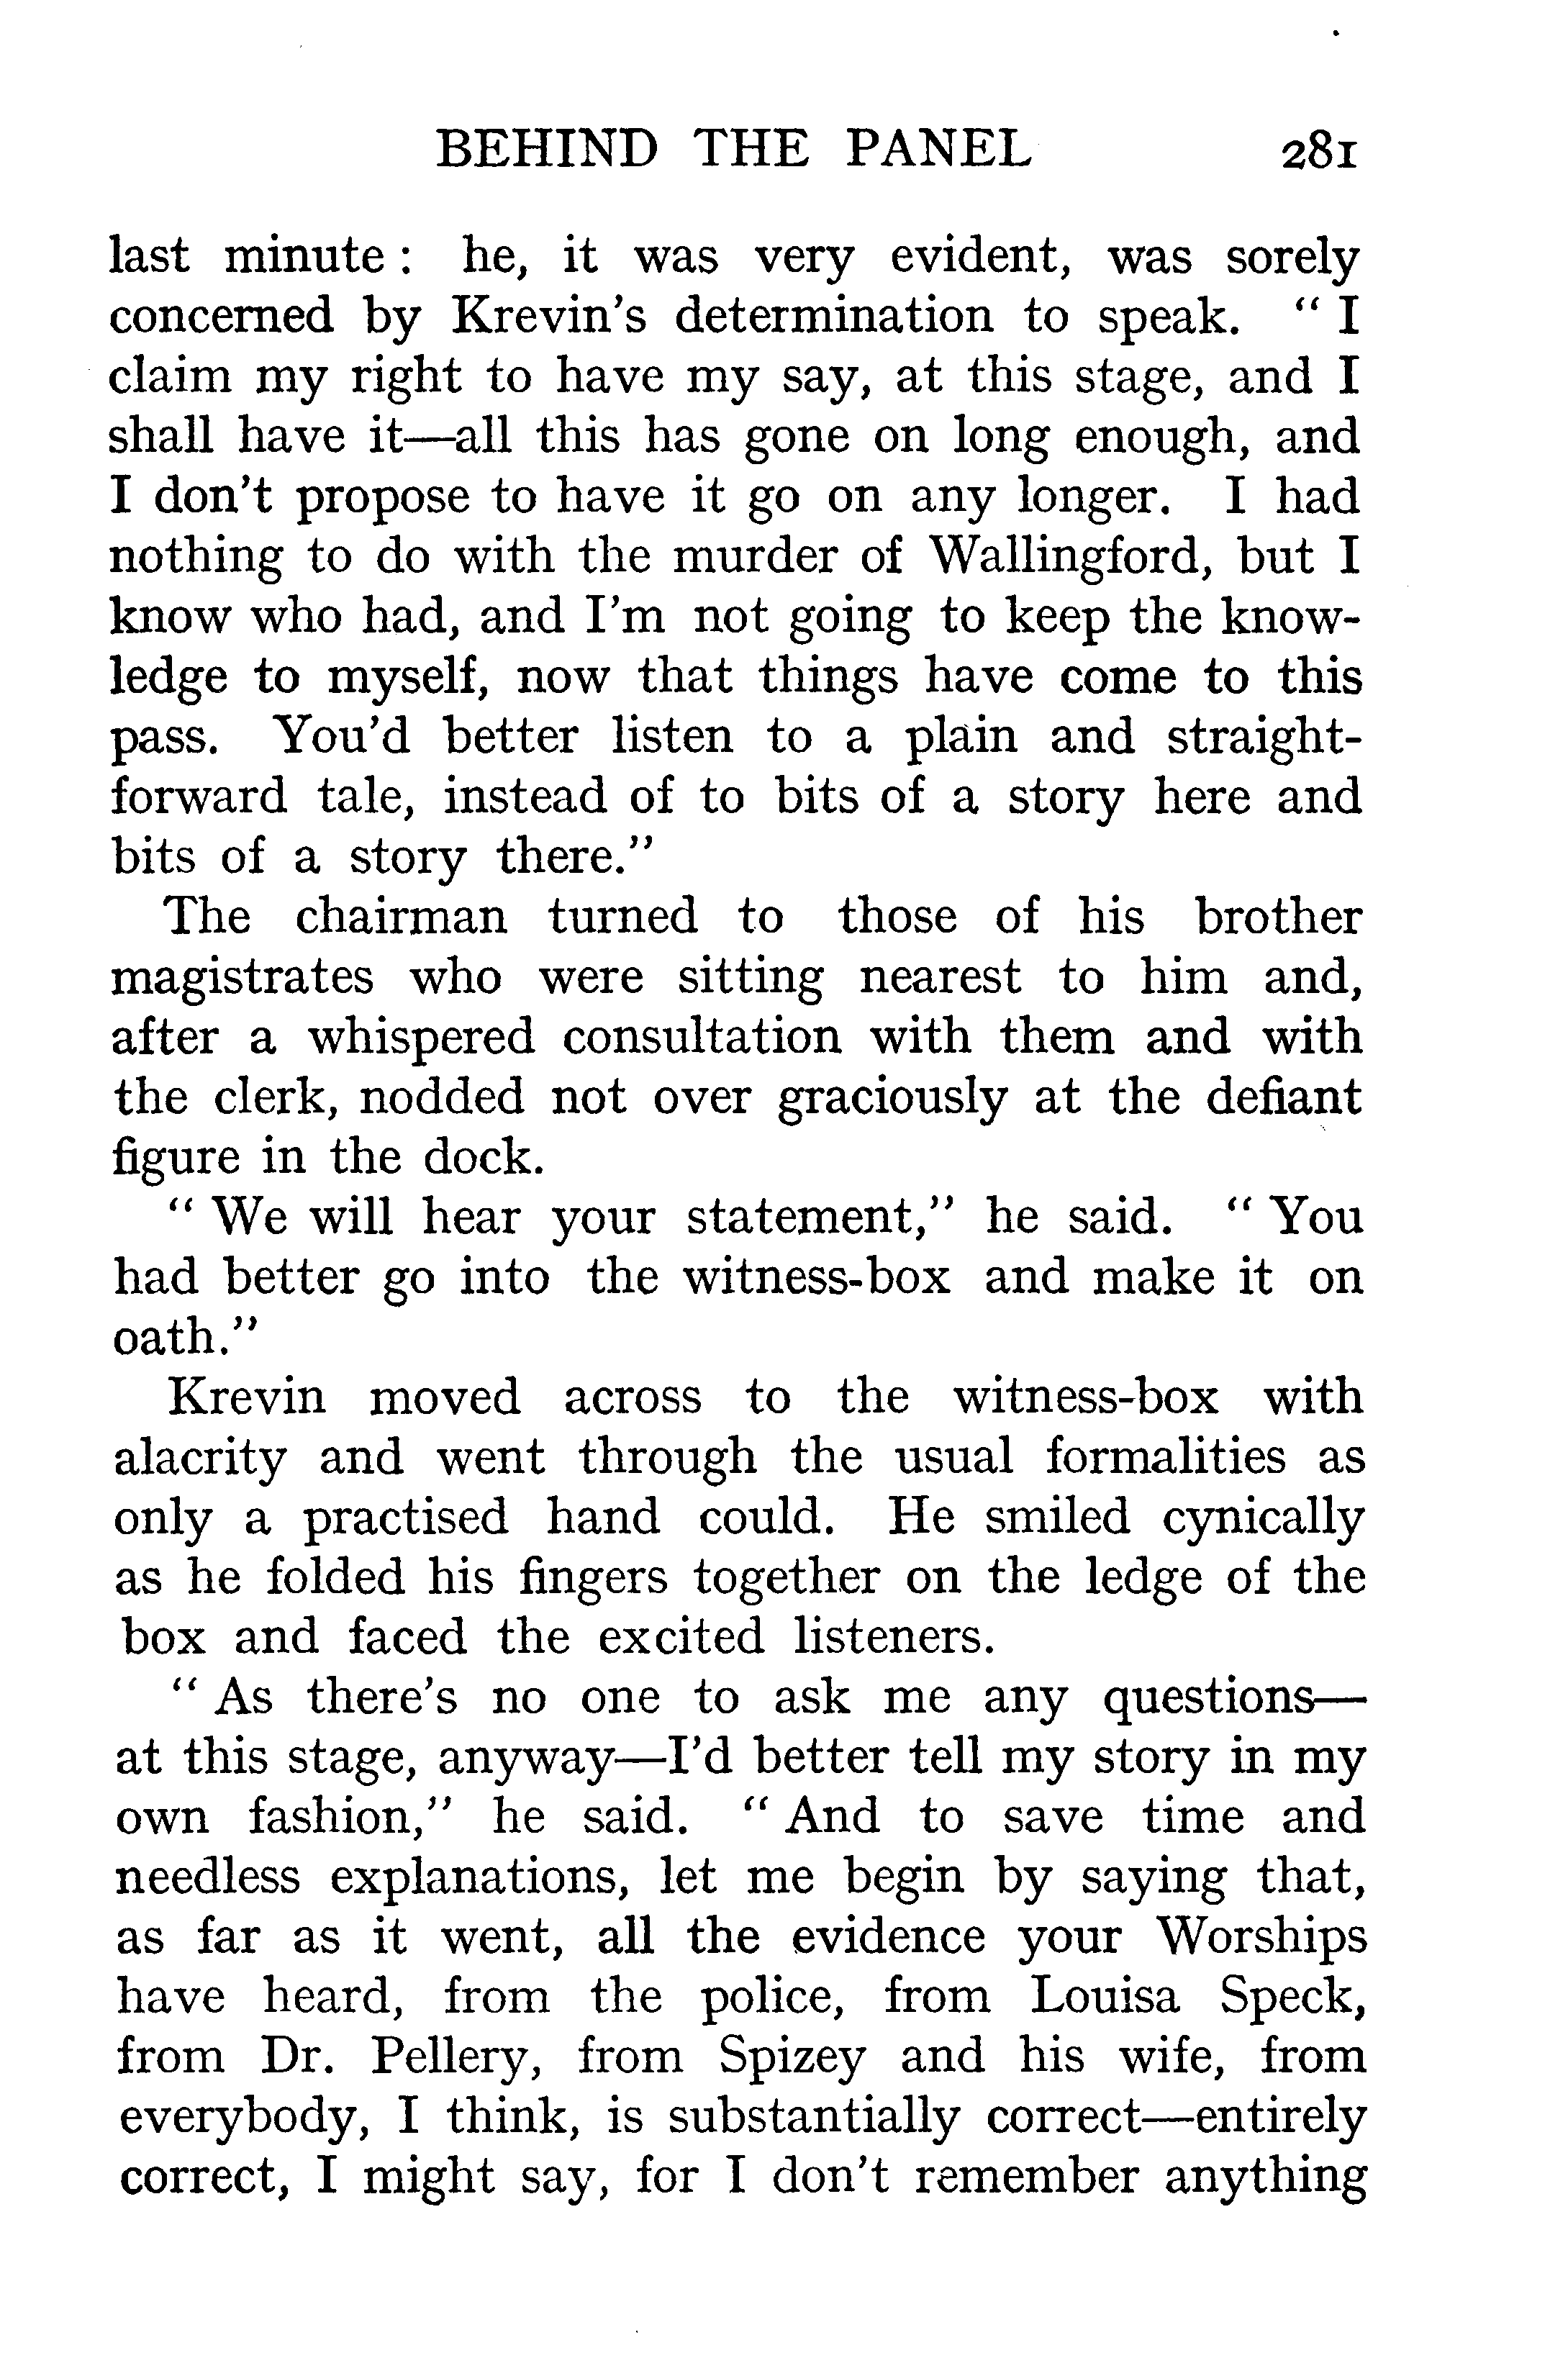 BEHIND THE PANEL 281
last minute : he, it was very evident, was sorely
concerned by Krevin's determination to speak. “ I
claim my right to have my say, at this stage, and I
shall have it—all this has gone on long enough, and
I don't propose to have it go on any longer. I had
nothing to do with the murder of Wallingford, but I
know who had, and I'm not going to keep the know-
ledge to myself, now that things have come to this
pass. You'd better listen to a plain and straight-
forward tale, instead of to bits of a story here and
bits of a story there.”
The chairman turned to those of his brother
magistrates who were sitting nearest to him and,
after a whispered consultation with them and with
the clerk, nodded not over graciously at the defiant
figure in the dock.
“ We will hear your statement,” he said. “ You
had better go into the witness-box and make it on
oath.”
Krevin moved across to the witness-box with
alacrity and went through the usual formalities as
only a practised hand could. He smiled cynically
as he folded his fingers together on the ledge of the
box and faced the excited listeners.
“ As there's no one to ask me any questions—
at this stage, anyway—I'd better tell my story in my
own fashion,” he said. “ And to save time and
needless explanations, let me begin by saying that,
as far as it went, all the evidence your Worships
have heard, from the police, from Louisa Speck,
from Dr. Pellery, from Spizey and his wife, from
everybody, I think, is substantially correct—entirely
correct, I might say, for I don't remember anything